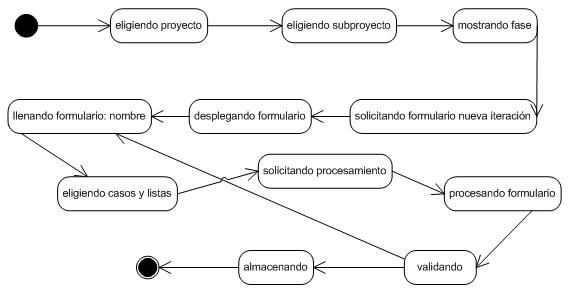 eligiendo proyecto
eligiendo subproyecto
mostrando fase
llenando formulario: nombre
desplegando formulario
solicitando formulario nueva iteración
eligiendo casos y listas
solicitando procesamiento
procesando formulario
almacenando
validando